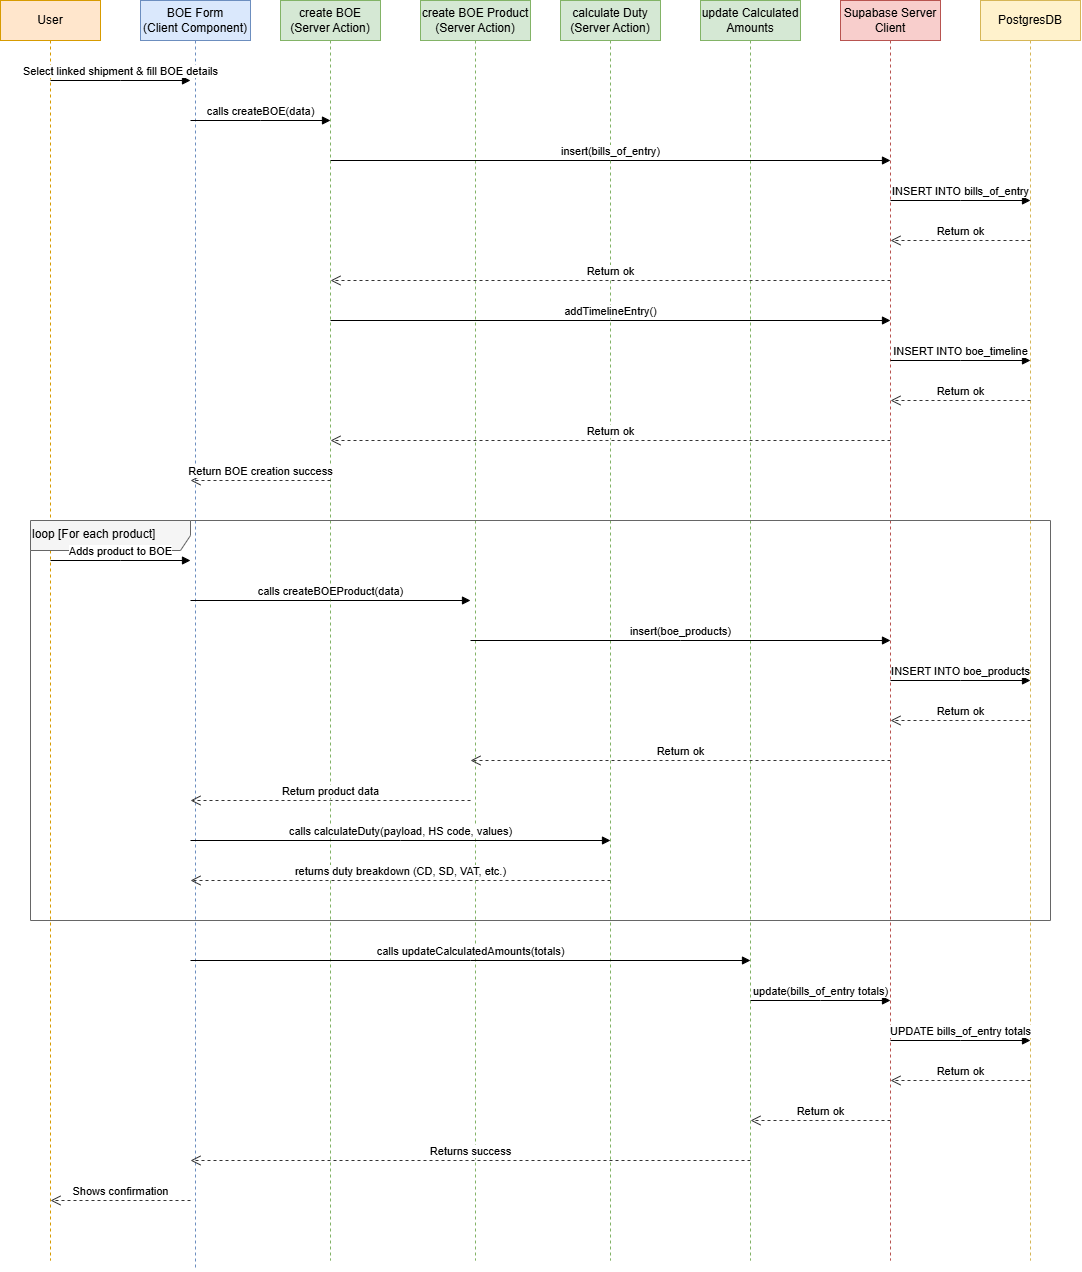 User
BOE Form
(Client Component)
create BOE
(Server Action)
create BOE Product
(Server Action)
calculate Duty
(Server Action)
update Calculated
Amounts
Supabase Server
Client
PostgresDB
Select linked shipment & fill BOE details
calls createBOE(data)
insert(bills_of_entry)
INSERT INTO bills_of_entry
Return ok
Return ok
addTimelineEntry()
INSERT INTO boe_timeline
Return ok
Return ok
Return BOE creation success
loop [For each product]
Adds product to BOE
calls createBOEProduct(data)
insert(boe_products)
INSERT INTO boe_products
Return ok
Return ok
Return product data
calls calculateDuty(payload, HS code, values)
returns duty breakdown (CD, SD, VAT, etc.)
calls updateCalculatedAmounts(totals)
update(bills_of_entry totals)
UPDATE bills_of_entry totals
Return ok
Return ok
Returns success
Shows confirmation